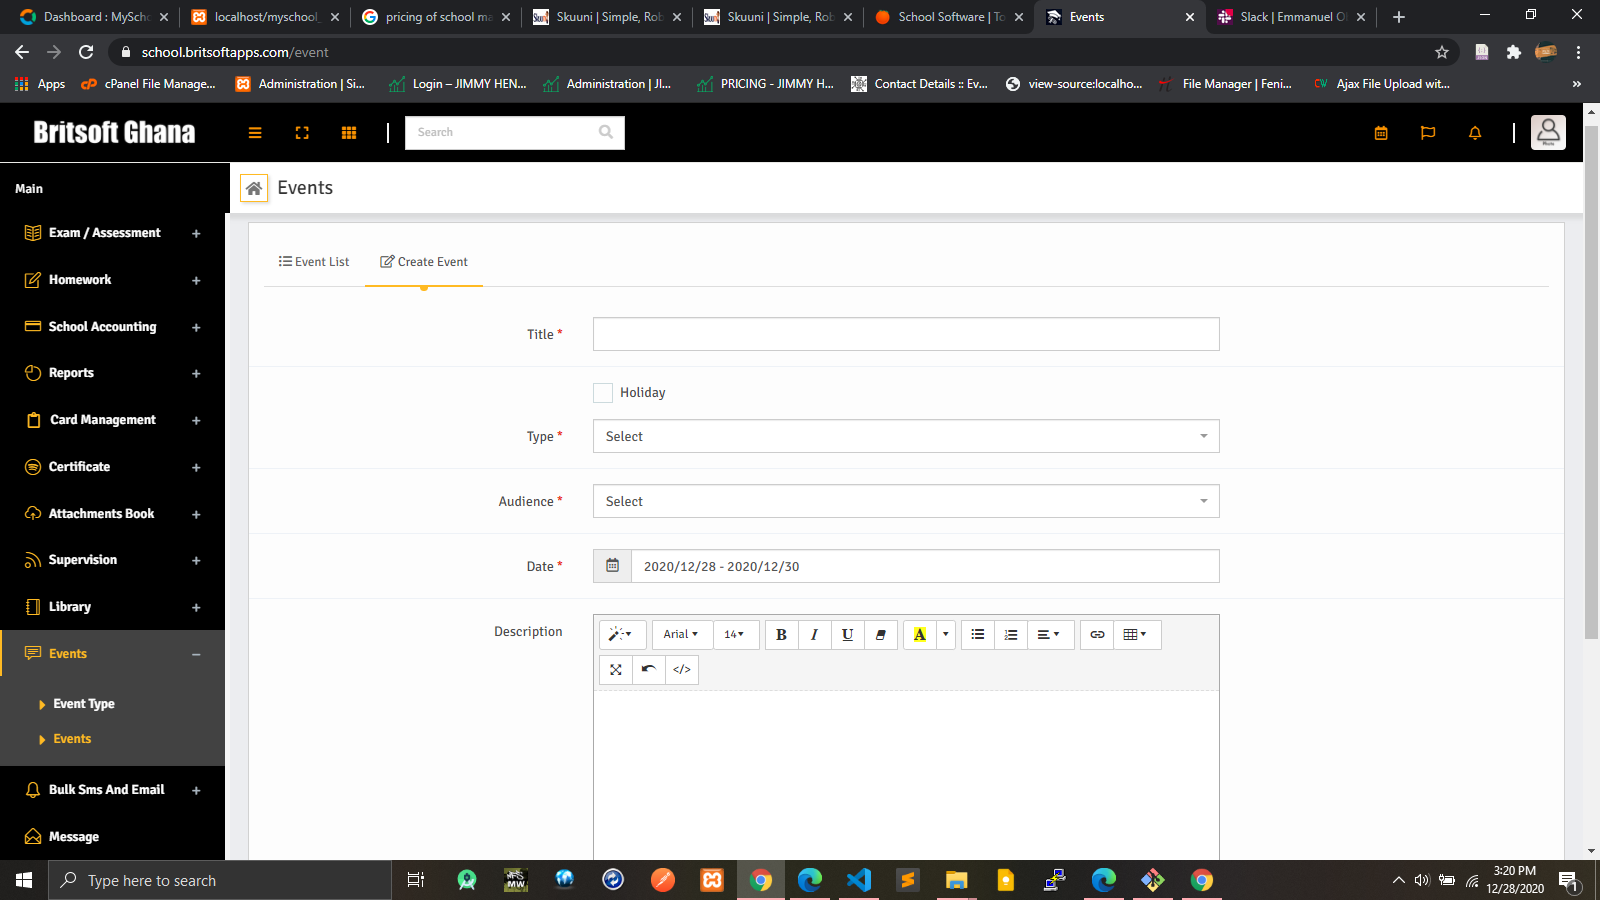 Dashboard : MySch
localhost/myschool_
pricing of school ma
Skuuni | Simple, Rob
Skuuni | Simple, Rob
School Software | To
Events
Slack | Emmanuel O
school.britsoftapps.com/event
Apps
cPanel File Manage...
Administration | Si...
Login – JIMMY HEN...
Administration | JI...
PRICING - JIMMY H...
Contact Details :: Ev...
view-source:localho...
File Manager | Feni...
Ajax File Upload wit...
»
Britsoft Ghana
Search
Main
Events
Exam / Assessment +
Homework +
School Accounting +
Reports +
Card Management +
Certificate +
Attachments Book +
Supervision +
Library +
Events −
Event Type
Events
Bulk Sms And Email +
Message
Event List
Create Event
Title *
Holiday
Type *
Select
Audience *
Select
Date *
2020/12/28 - 2020/12/30
Description
Arial 14 B I U A
</>
Type here to search
3:20 PM
12/28/2020
1